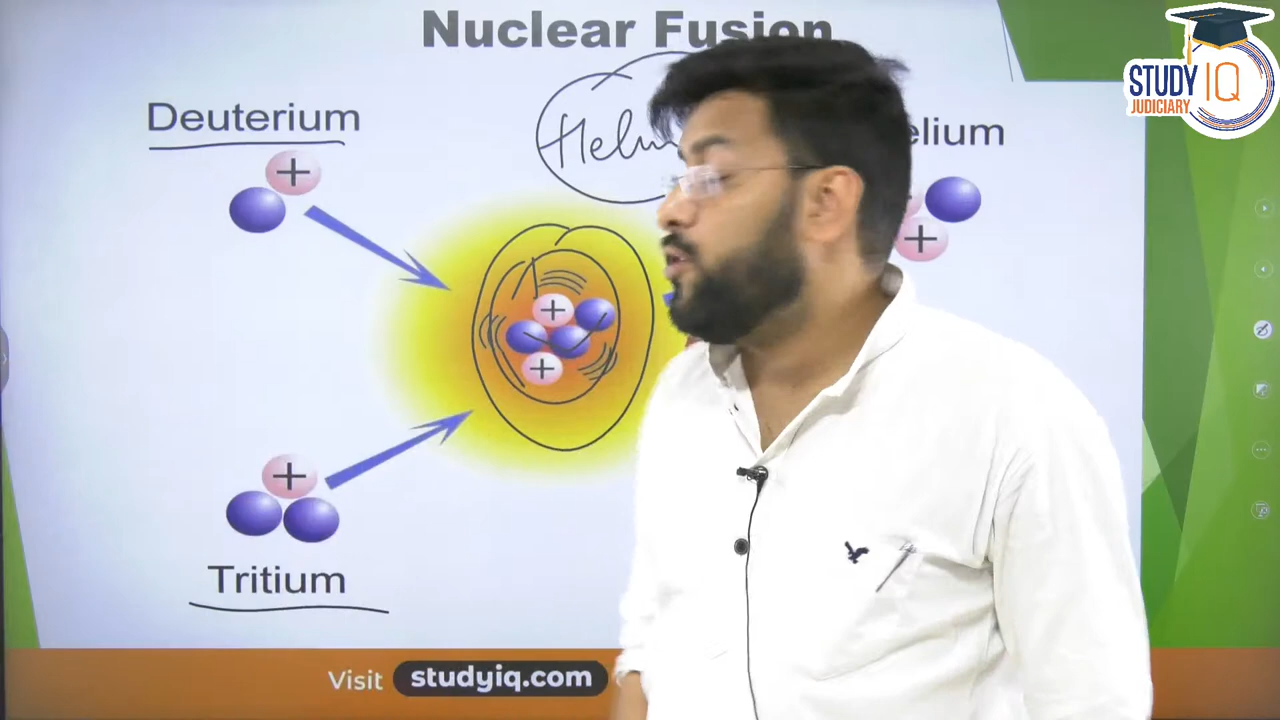 Nuclear Fusion
STUDY IQ
JUDICIARY
Deuterium
+
+
+
+
+
Tritium
Visit studyiq.com